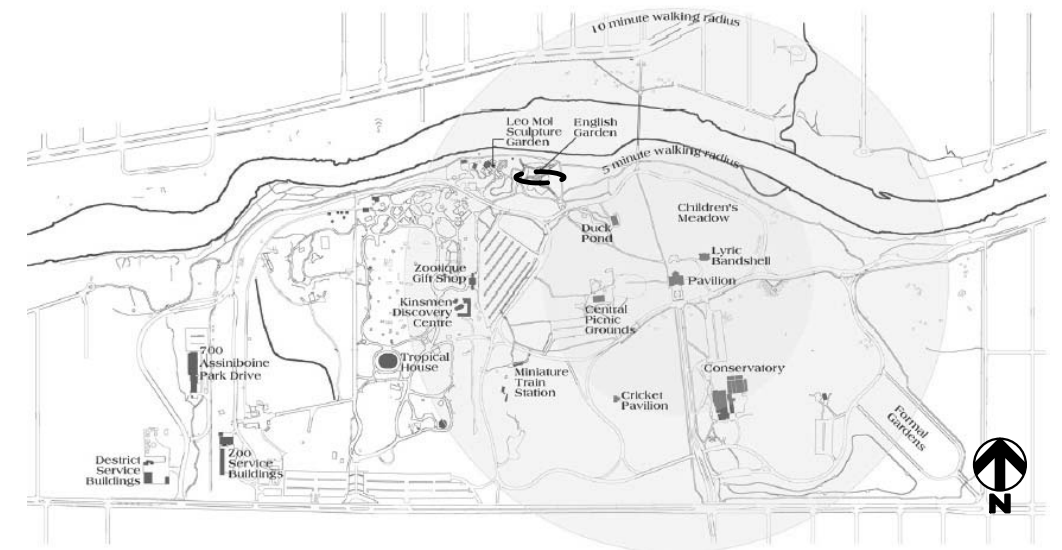 10 minute walking radius
Leo Mol
Sculpture
Garden
English
Garden
5 minute walking radius
Children's
Meadow
Duck
Pond
Lyric
Bandshell
Zootique
Gift Shop
Pavilion
Kinsmen
Discovery
Centre
Central
Picnic
Grounds
700
Assiniboine
Park Drive
Tropical
House
Miniature
Train
Station
Conservatory
Cricket
Pavilion
Formal
Gardens
Destrict
Service
Buildings
Zoo
Service
Buildings
N